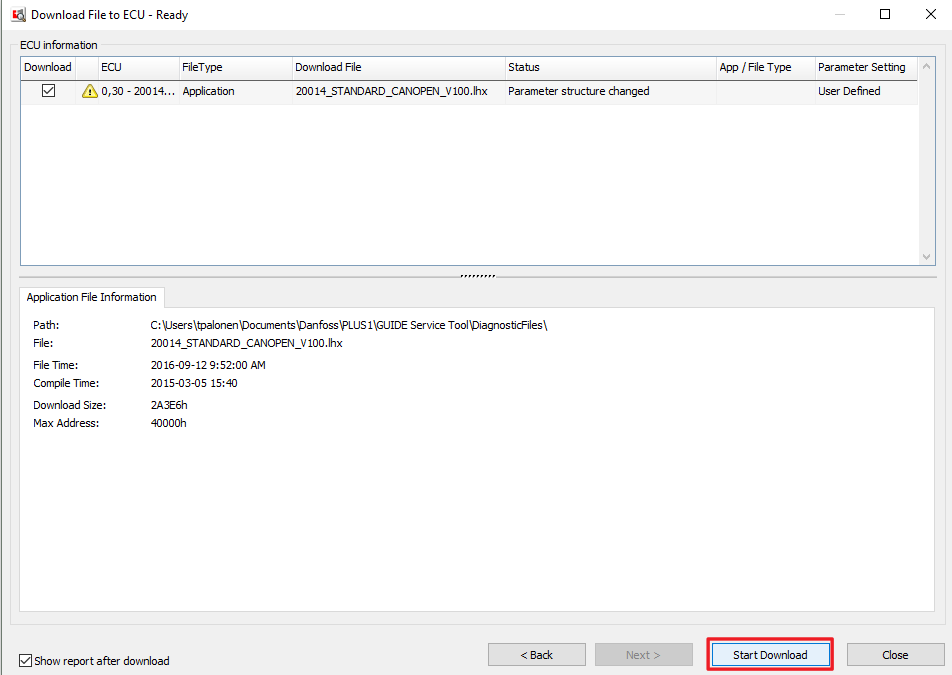 Download File to ECU - Ready
ECU information
Download ECU FileType Download File Status App / File Type Parameter Setting
0,30 - 20014... Application 20014_STANDARD_CANOPEN_V100.lhx Parameter structure changed User Defined
Application File Information
Path: C:\Users\tpalonen\Documents\Danfoss\PLUS1\GUIDE Service Tool\DiagnosticFiles\
File: 20014_STANDARD_CANOPEN_V100.lhx
File Time: 2016-09-12 9:52:00 AM
Compile Time: 2015-03-05 15:40
Download Size: 2A3E6h
Max Address: 40000h
Show report after download < Back Next > Start Download Close